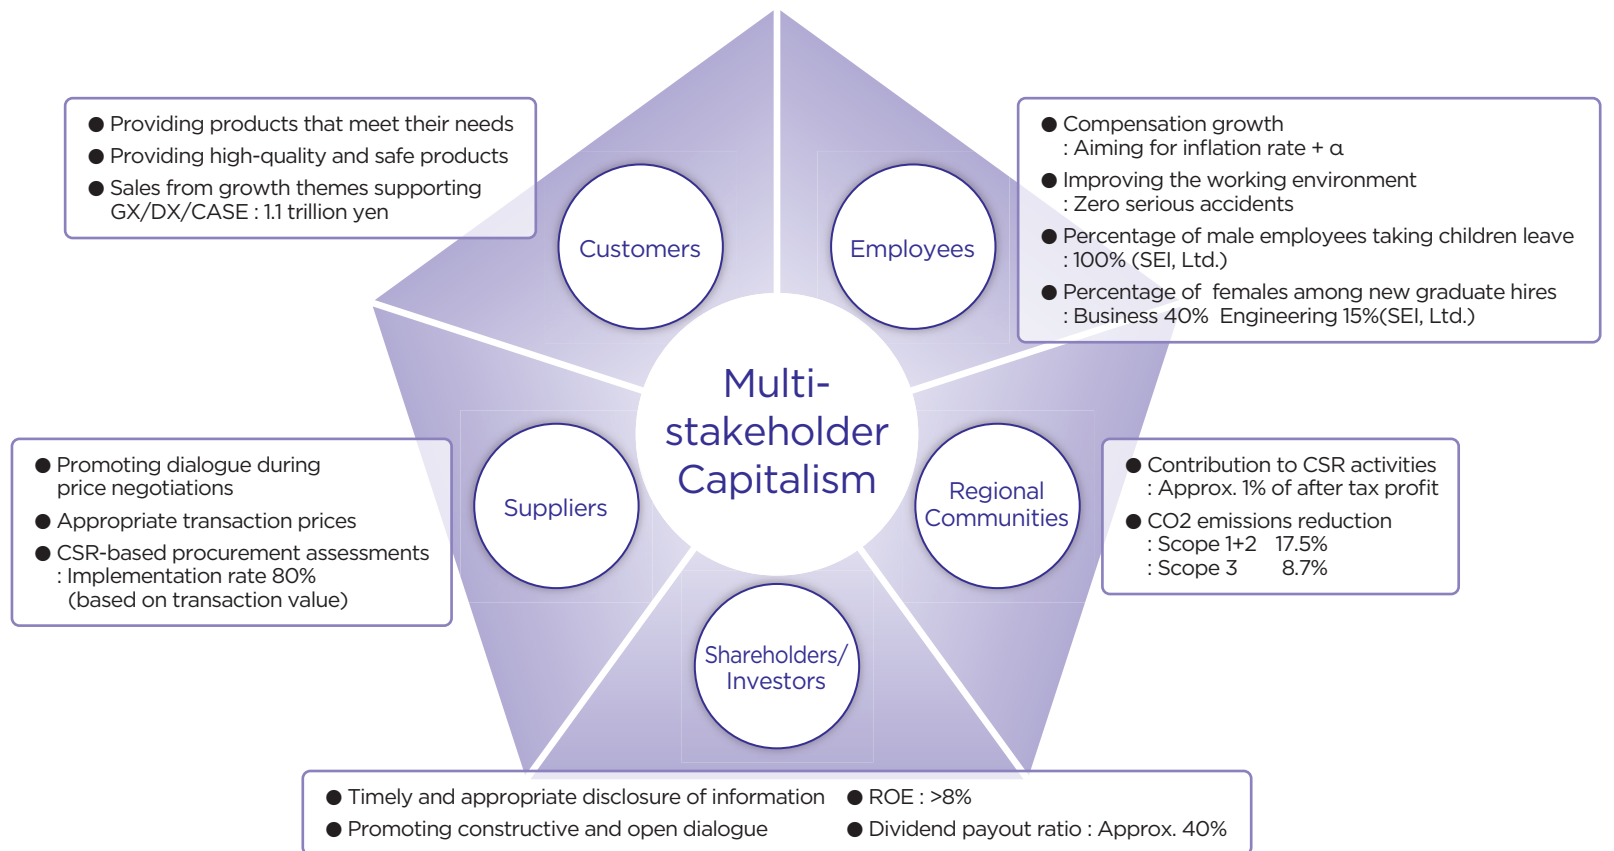 ● Providing products that meet their needs
● Providing high-quality and safe products
● Sales from growth themes supporting
GX/DX/CASE : 1.1 trillion yen
Customers
Employees
● Compensation growth
: Aiming for inflation rate + α
● Improving the working environment
: Zero serious accidents
● Percentage of male employees taking children leave
: 100% (SEI, Ltd.)
● Percentage of females among new graduate hires
: Business 40% Engineering 15%(SEI, Ltd.)
Multi-
stakeholder
Capitalism
● Promoting dialogue during
price negotiations
● Appropriate transaction prices
● CSR-based procurement assessments
: Implementation rate 80%
(based on transaction value)
Suppliers
Regional
Communities
● Contribution to CSR activities
: Approx. 1% of after tax profit
● CO2 emissions reduction
: Scope 1+2 17.5%
: Scope 3 8.7%
Shareholders/
Investors
● Timely and appropriate disclosure of information
● Promoting constructive and open dialogue
● ROE : >8%
● Dividend payout ratio : Approx. 40%